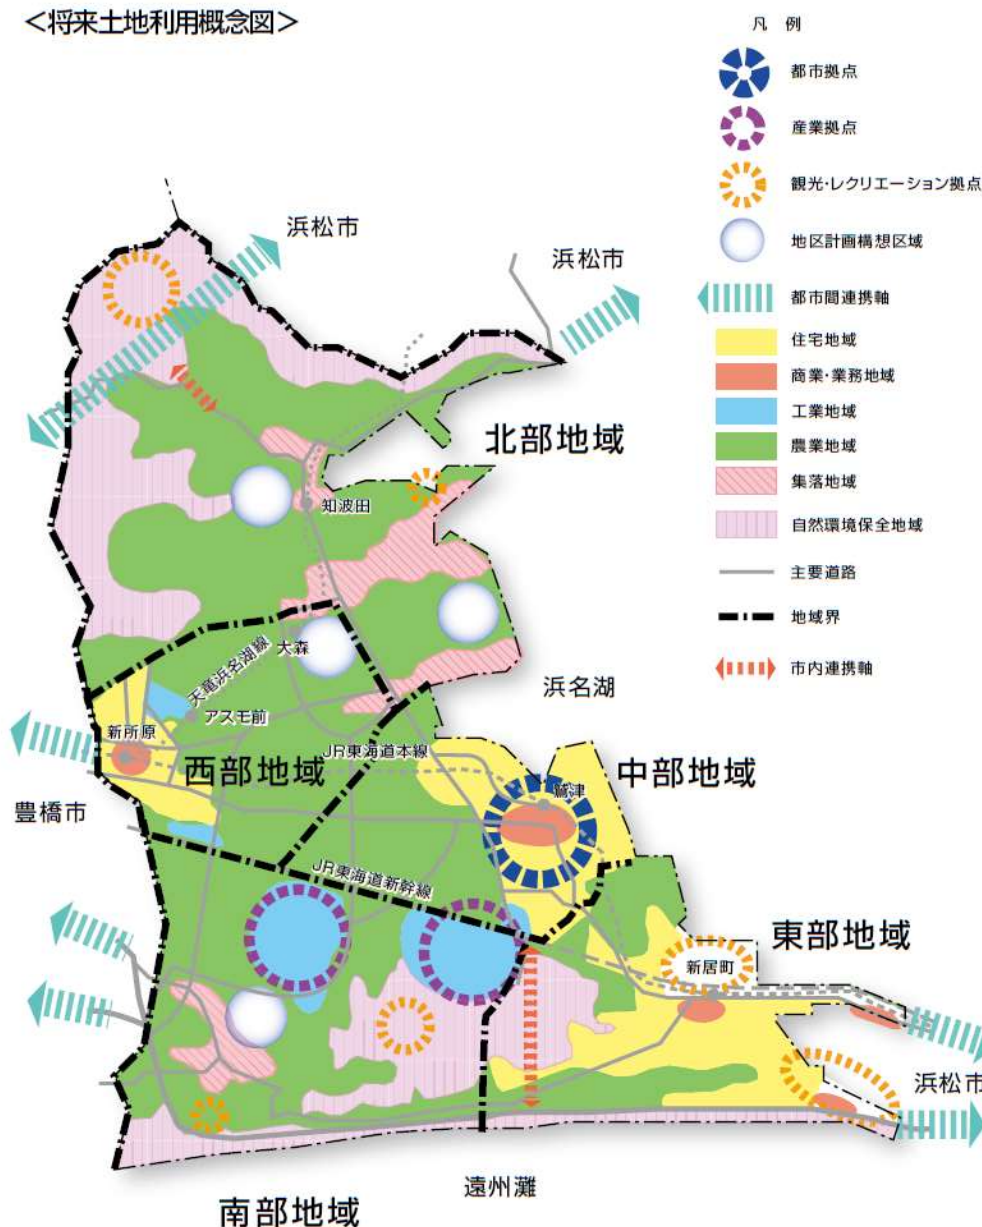 ＜将来土地利用概念図＞
凡 例
都市拠点
産業拠点
観光・レクリエーション拠点
地区計画構想区域
都市間連携軸
住宅地域
商業・業務地域
工業地域
農業地域
集落地域
自然環境保全地域
主要道路
地域界
市内連携軸
浜松市
浜松市
北部地域
知波田
大森
天竜浜名湖線
アスモ前
新所原
浜名湖
JR東海道本線
西部地域
中部地域
鷲津
豊橋市
JR東海道新幹線
東部地域
新居町
浜松市
遠州灘
南部地域